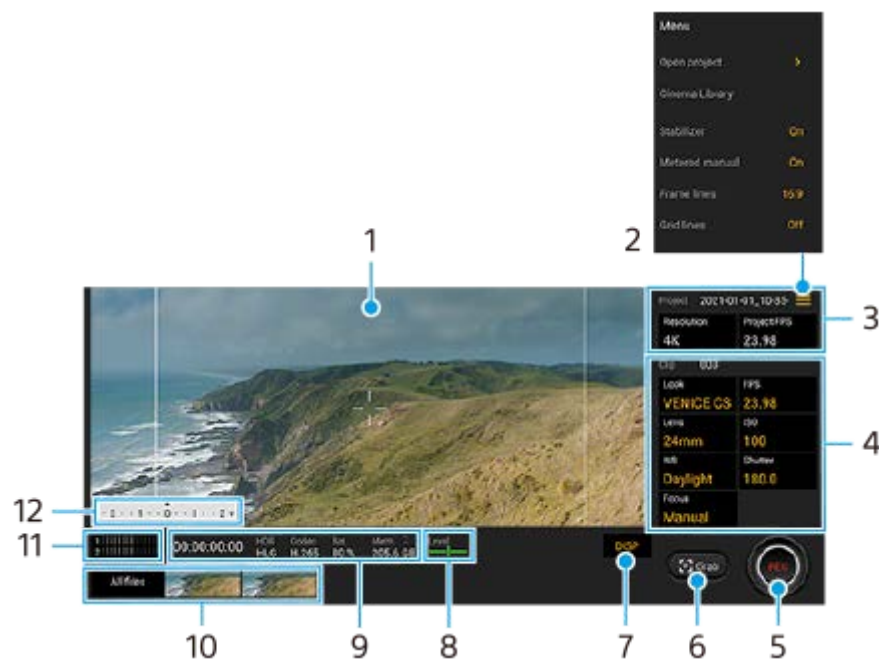 Menu
Open project >
Cinema Library
Stabilizer On
Metered manual On
Frame lines 16:9
Grid lines Off
2
1
Project 2021-01-01_10-33-
Resolution Project FPS
4K 23.98
3
Clip 003
Look FPS
VENICE CS 23.98
Lens ISO
24mm 100
WB Shutter
Daylight 180.0
Focus
Manual
4
12
11
00:00:00:00
HDR Codec Bat. Mem.
HLG H.265 80% 205.6 GB
Level
DISP
Grab
REC
All files
10
9
8
7
6
5